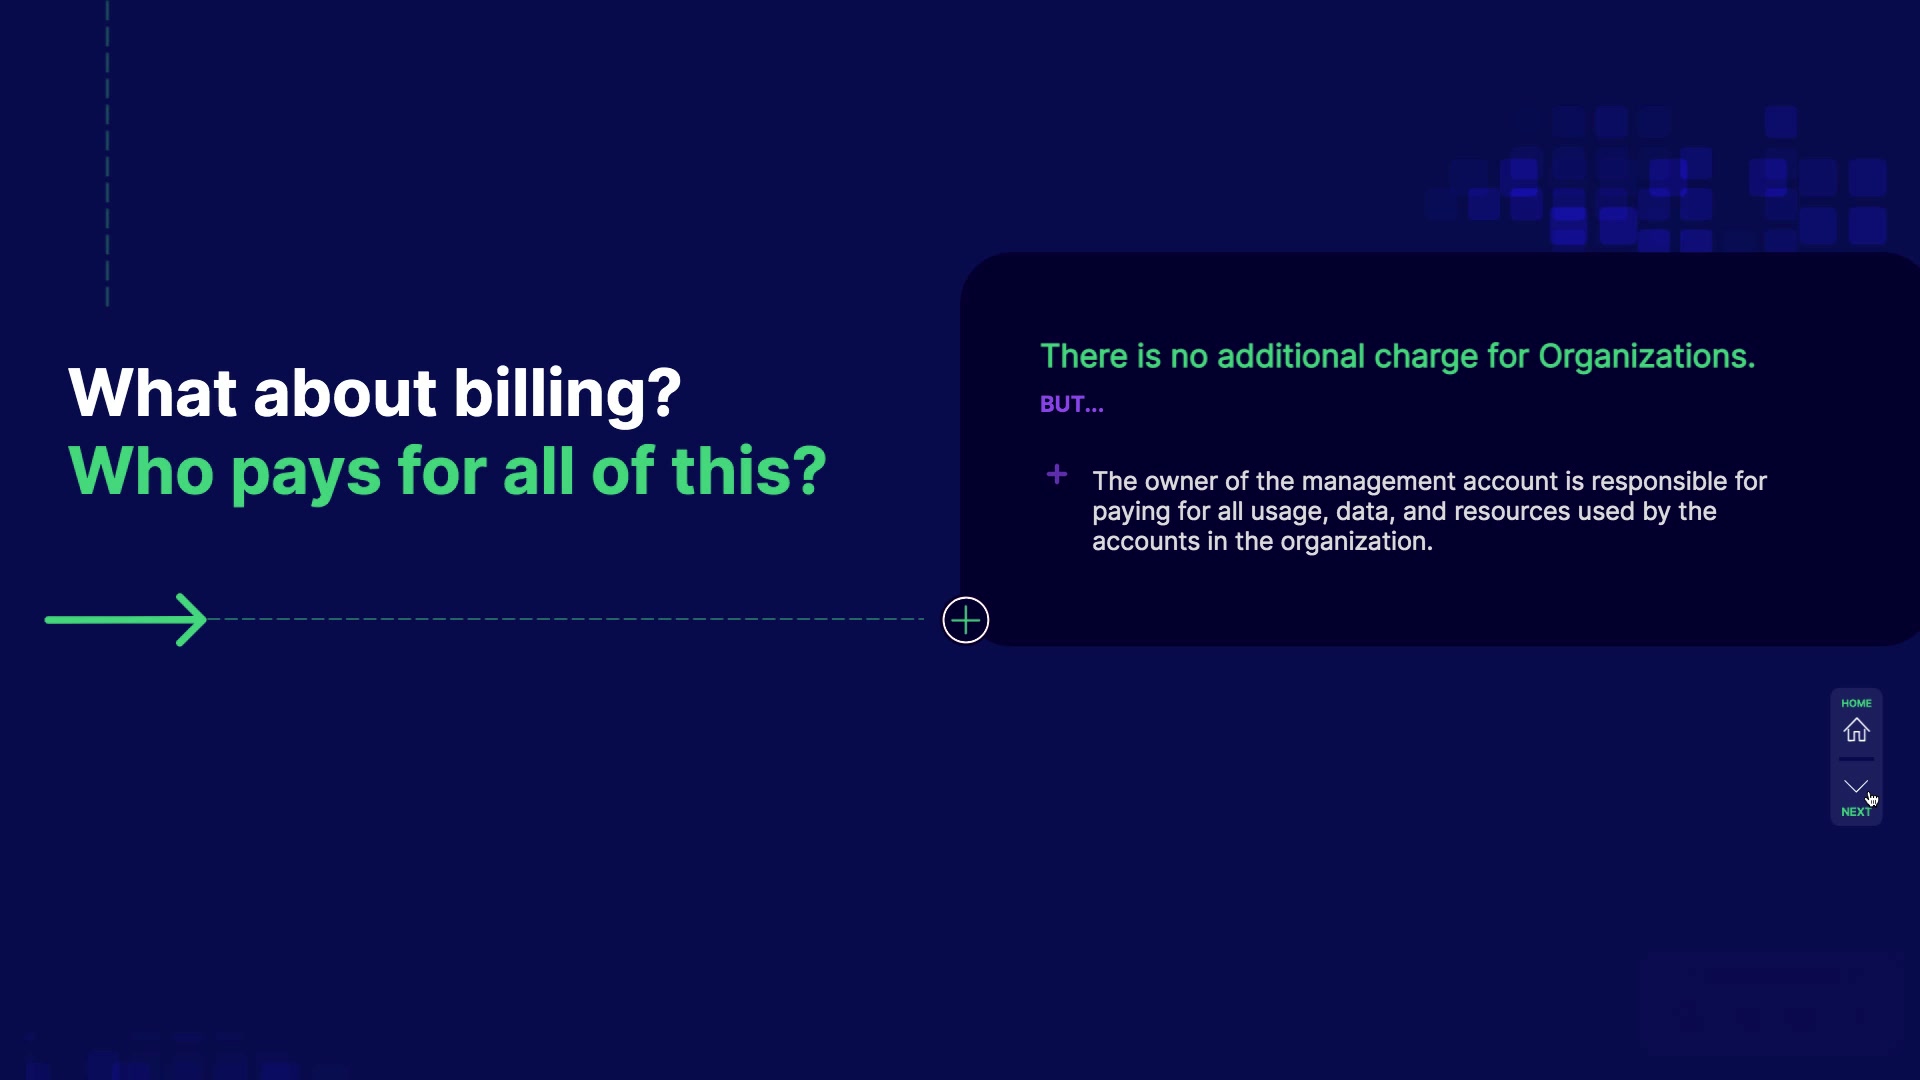 What about billing?
Who pays for all of this?
There is no additional charge for Organizations.
BUT...
The owner of the management account is responsible for
paying for all usage, data, and resources used by the
accounts in the organization.
HOME
NEXT